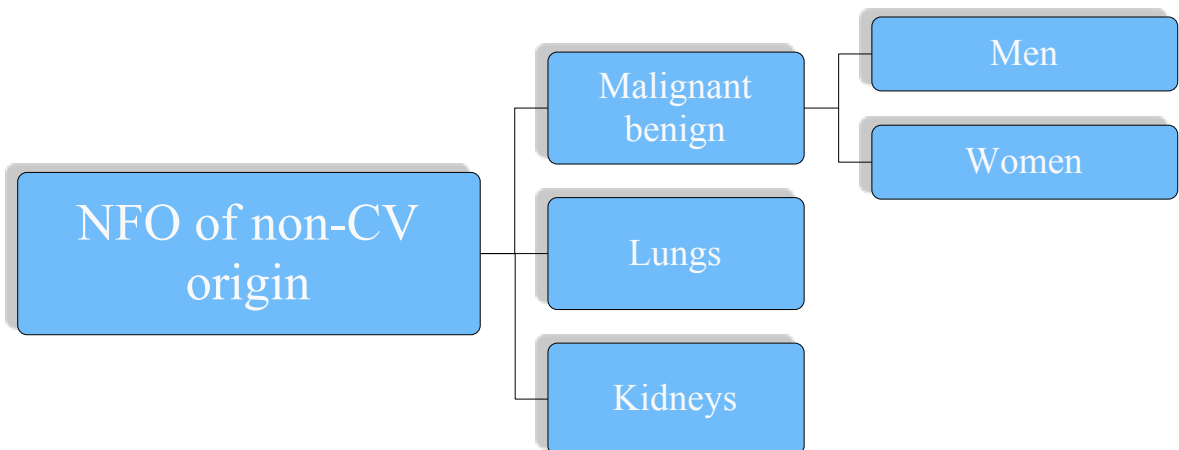 NFO of non-CV
origin
Malignant
benign
Men
Women
Lungs
Kidneys